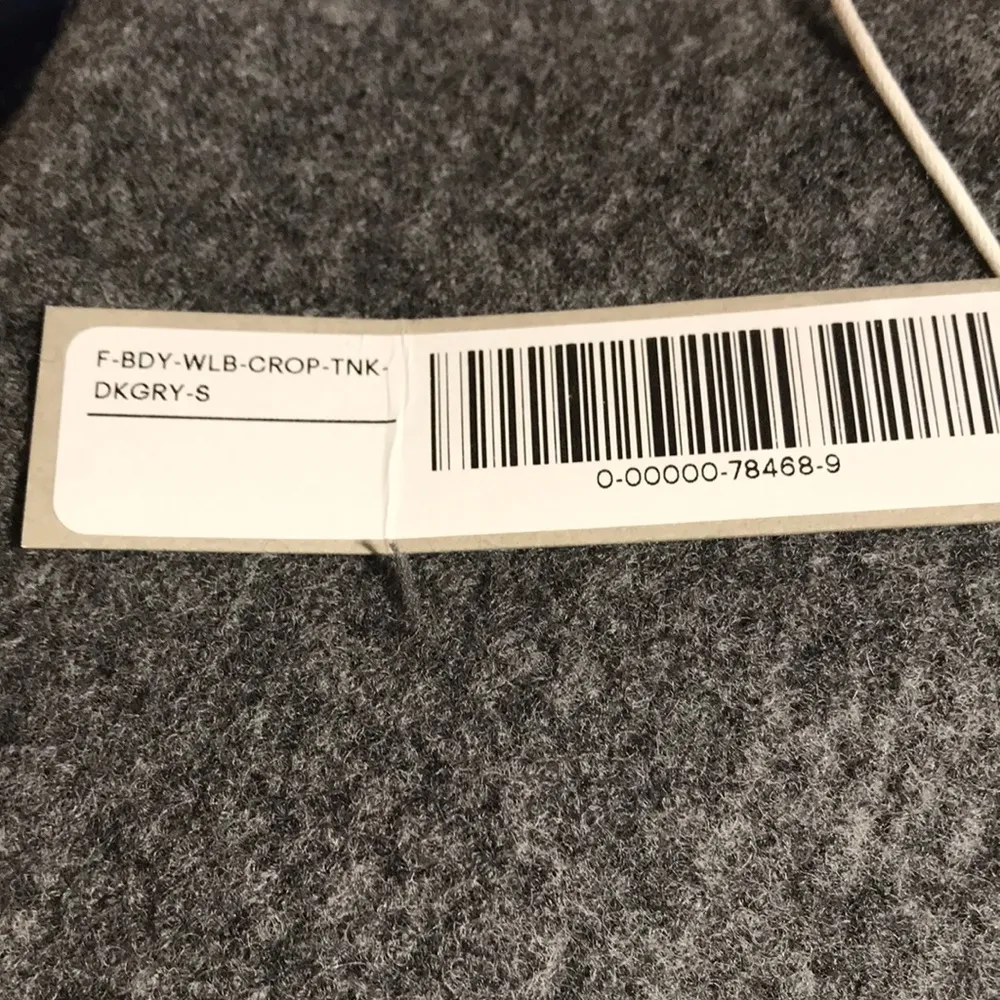 F-BDY-WLB-CROP-TNK-
DKGRY-S
0-00000-78468-9